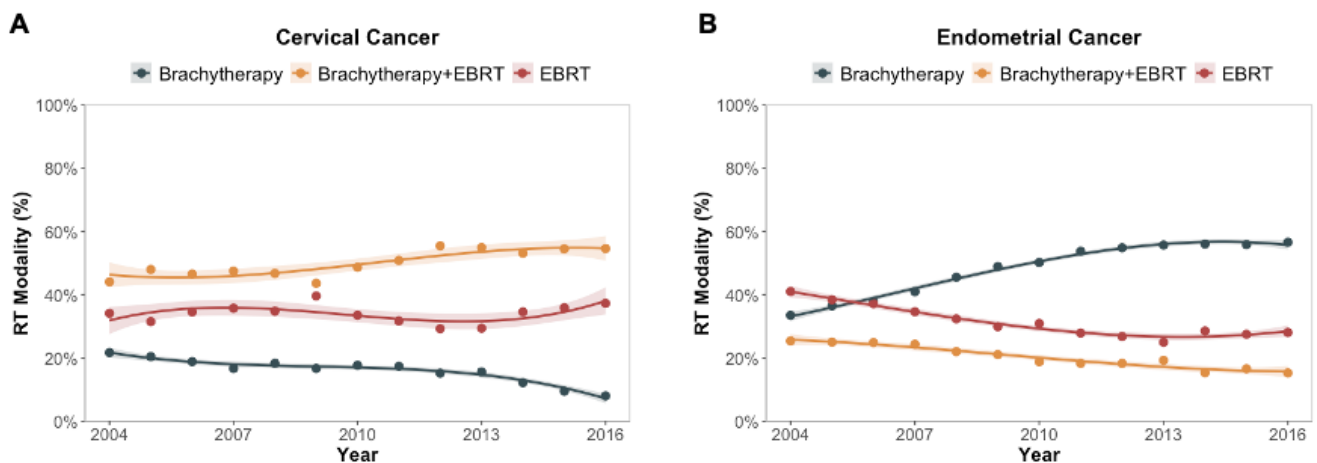 A
Cervical Cancer
Brachytherapy Brachytherapy+EBRT EBRT
100%
80%
60%
40%
20%
0%
RT Modality (%)
2004 2007 2010 2013 2016
Year
B
Endometrial Cancer
Brachytherapy Brachytherapy+EBRT EBRT
100%
80%
60%
40%
20%
0%
RT Modality (%)
2004 2007 2010 2013 2016
Year